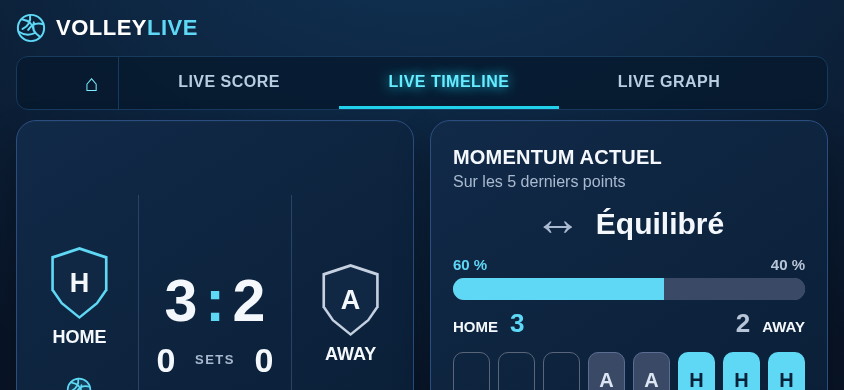 VOLLEYLIVE
LIVE SCORE
LIVE TIMELINE
LIVE GRAPH
H
HOME
3:2
0 SETS 0
A
AWAY
MOMENTUM ACTUEL
Sur les 5 derniers points
↔ Équilibré
60 % 40 %
HOME 3 2 AWAY
A A H H H